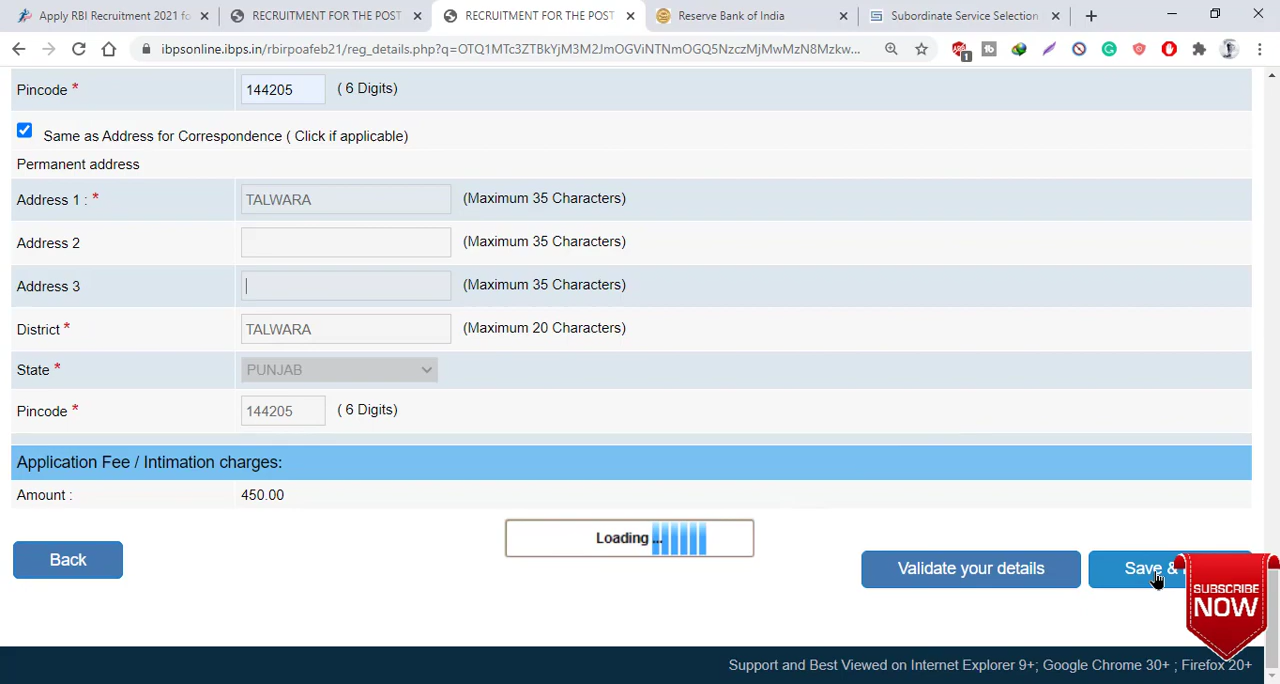 Apply RBI Recruitment 2021 fo
RECRUITMENT FOR THE POST
RECRUITMENT FOR THE POST
Reserve Bank of India
Subordinate Service Selection
ibpsonline.ibps.in/rbirpoafeb21/reg_details.php?q=OTQ1MTc3ZTBkYjM3M2JmOGViNTNmOGQ5NzczMjMwMzN8Mzkw...
Pincode * 144205 ( 6 Digits)
Same as Address for Correspondence ( Click if applicable)
Permanent address
Address 1 : * TALWARA (Maximum 35 Characters)
Address 2 (Maximum 35 Characters)
Address 3 (Maximum 35 Characters)
District * TALWARA (Maximum 20 Characters)
State * PUNJAB
Pincode * 144205 ( 6 Digits)
Application Fee / Intimation charges:
Amount : 450.00
Loading ...
Back
Validate your details
Save &
SUBSCRIBE
NOW
Support and Best Viewed on Internet Explorer 9+; Google Chrome 30+ ; Firefox 20+